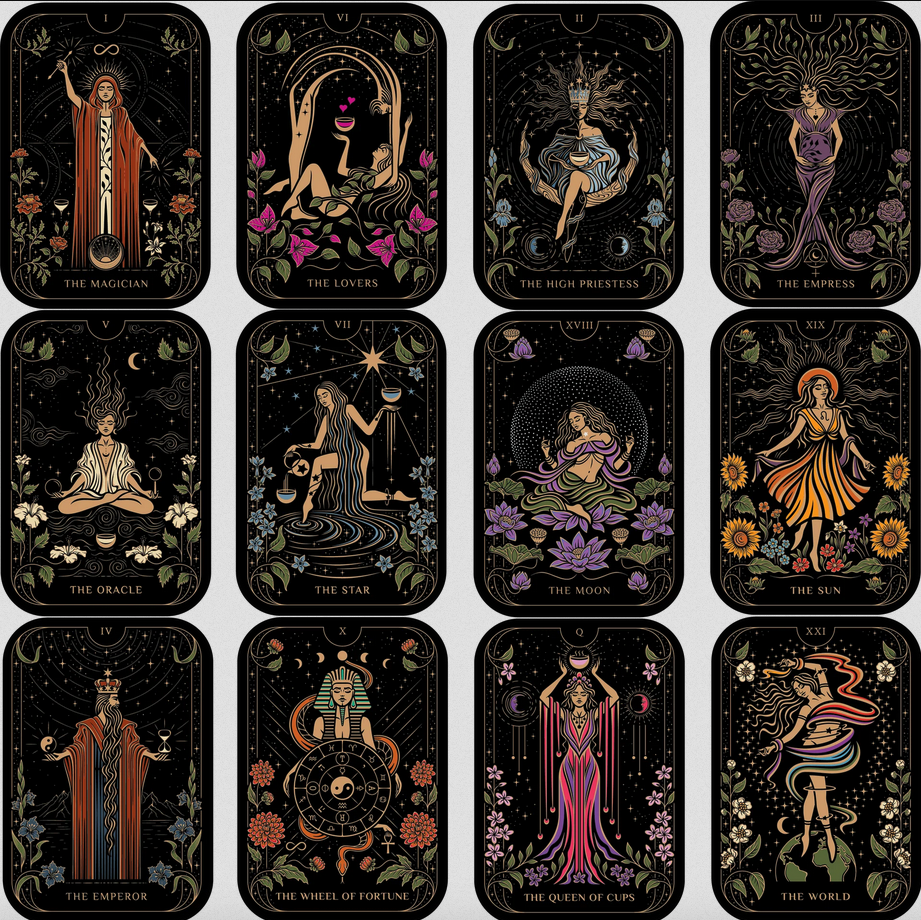 I
THE MAGICIAN
VI
THE LOVERS
II
THE HIGH PRIESTESS
III
THE EMPRESS
V
THE ORACLE
VII
THE STAR
XVIII
THE MOON
XIX
THE SUN
IV
THE EMPEROR
X
THE WHEEL OF FORTUNE
Q
THE QUEEN OF CUPS
XXI
THE WORLD